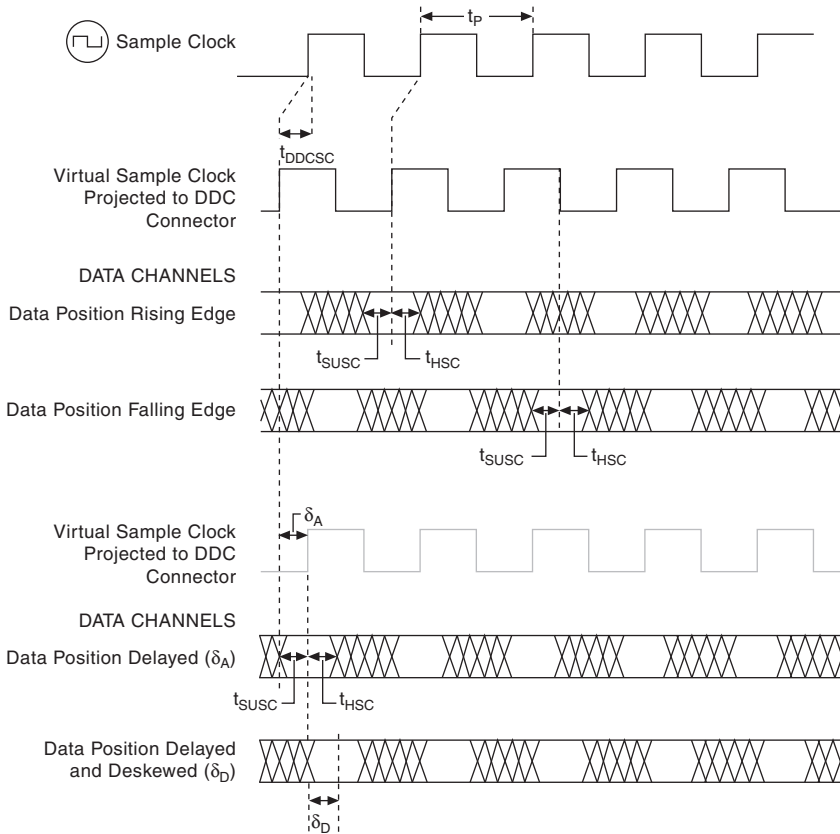 t_P
Sample Clock
t_DDCSC
Virtual Sample Clock
Projected to DDC
Connector
DATA CHANNELS
Data Position Rising Edge
t_SUSC t_HSC
Data Position Falling Edge
t_SUSC t_HSC
δ_A
Virtual Sample Clock
Projected to DDC
Connector
DATA CHANNELS
Data Position Delayed (δ_A)
t_SUSC t_HSC
Data Position Delayed
and Deskewed (δ_D)
δ_D